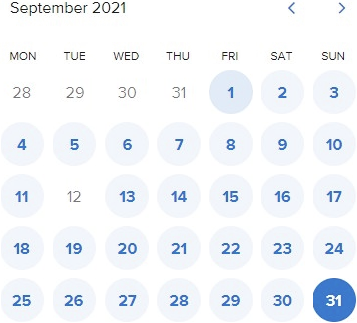 September 2021
MON TUE WED THU FRI SAT SUN
28 29 30 31 1 2 3
4 5 6 7 8 9 10
11 12 13 14 15 16 17
18 19 20 21 22 23 24
25 26 27 28 29 30 31